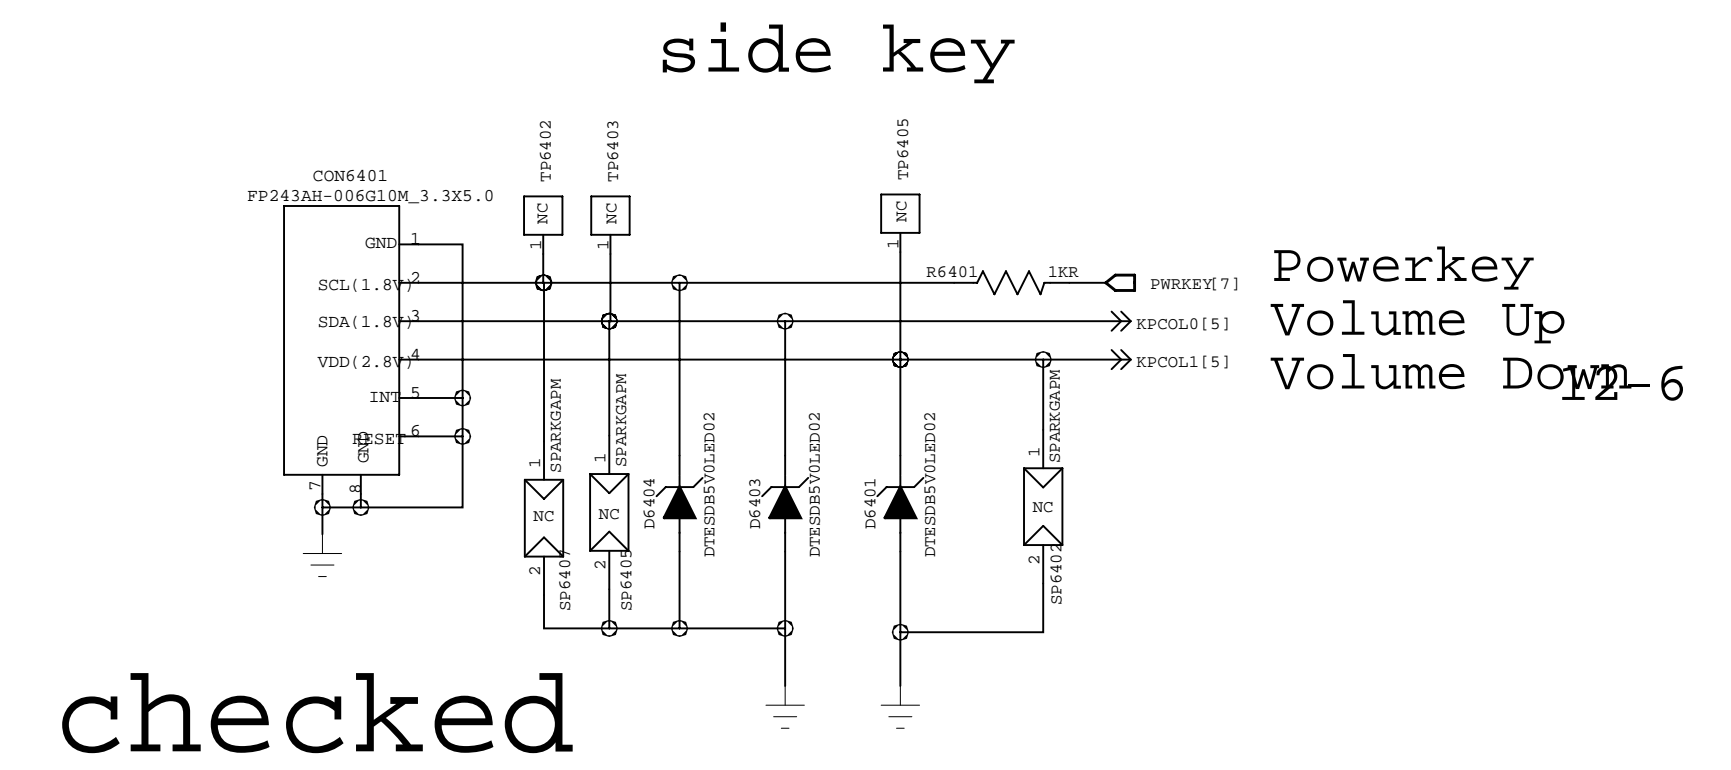 side key
TP6402
TP6403
TP6405
CON6401
FP243AH-006G10M_3.3X5.0
NC
NC
NC
1
1
1
GND
1
SCL(1.8V)
2
R6401
1KR
PWRKEY[7]
Powerkey
SDA(1.8V)
3
KPCOL0[5]
Volume Up
VDD(2.8V)
4
KPCOL1[5]
Volume Down
12-6
INT
5
RESET
6
GND
GND
7
8
1
SPARKGAPM
1
SPARKGAPM
1
SPARKGAPM
NC
NC
NC
D6404
DTESDB5V0LED02
D6403
DTESDB5V0LED02
D6401
DTESDB5V0LED02
2
SP6407
2
SP6405
2
SP6402
checked